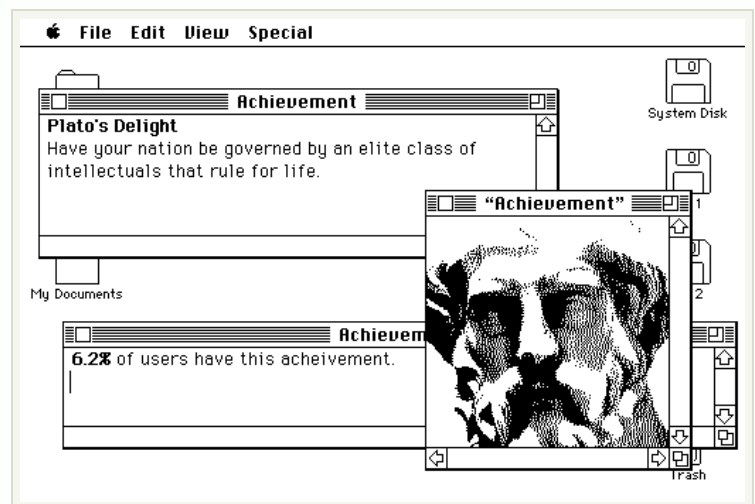 File Edit View Special
Achievement
Plato's Delight
Have your nation be governed by an elite class of
intellectuals that rule for life.
System Disk
1
"Achievement"
2
My Documents
6.2% of users have this acheivement.
Trash